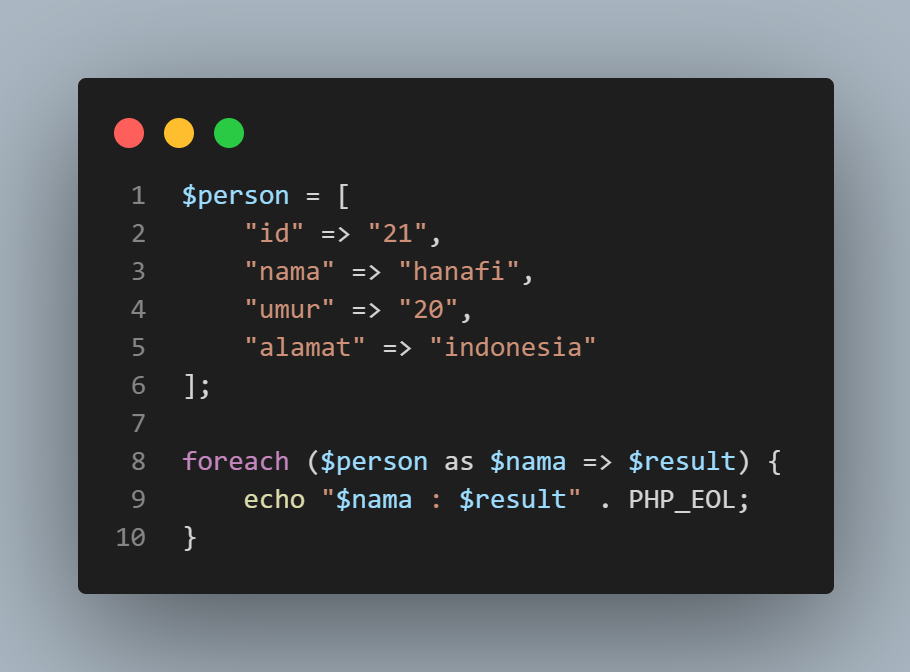 1 $person = [
2     "id" => "21",
3     "nama" => "hanafi",
4     "umur" => "20",
5     "alamat" => "indonesia"
6 ];
7
8 foreach ($person as $nama => $result) {
9     echo "$nama : $result" . PHP_EOL;
10 }